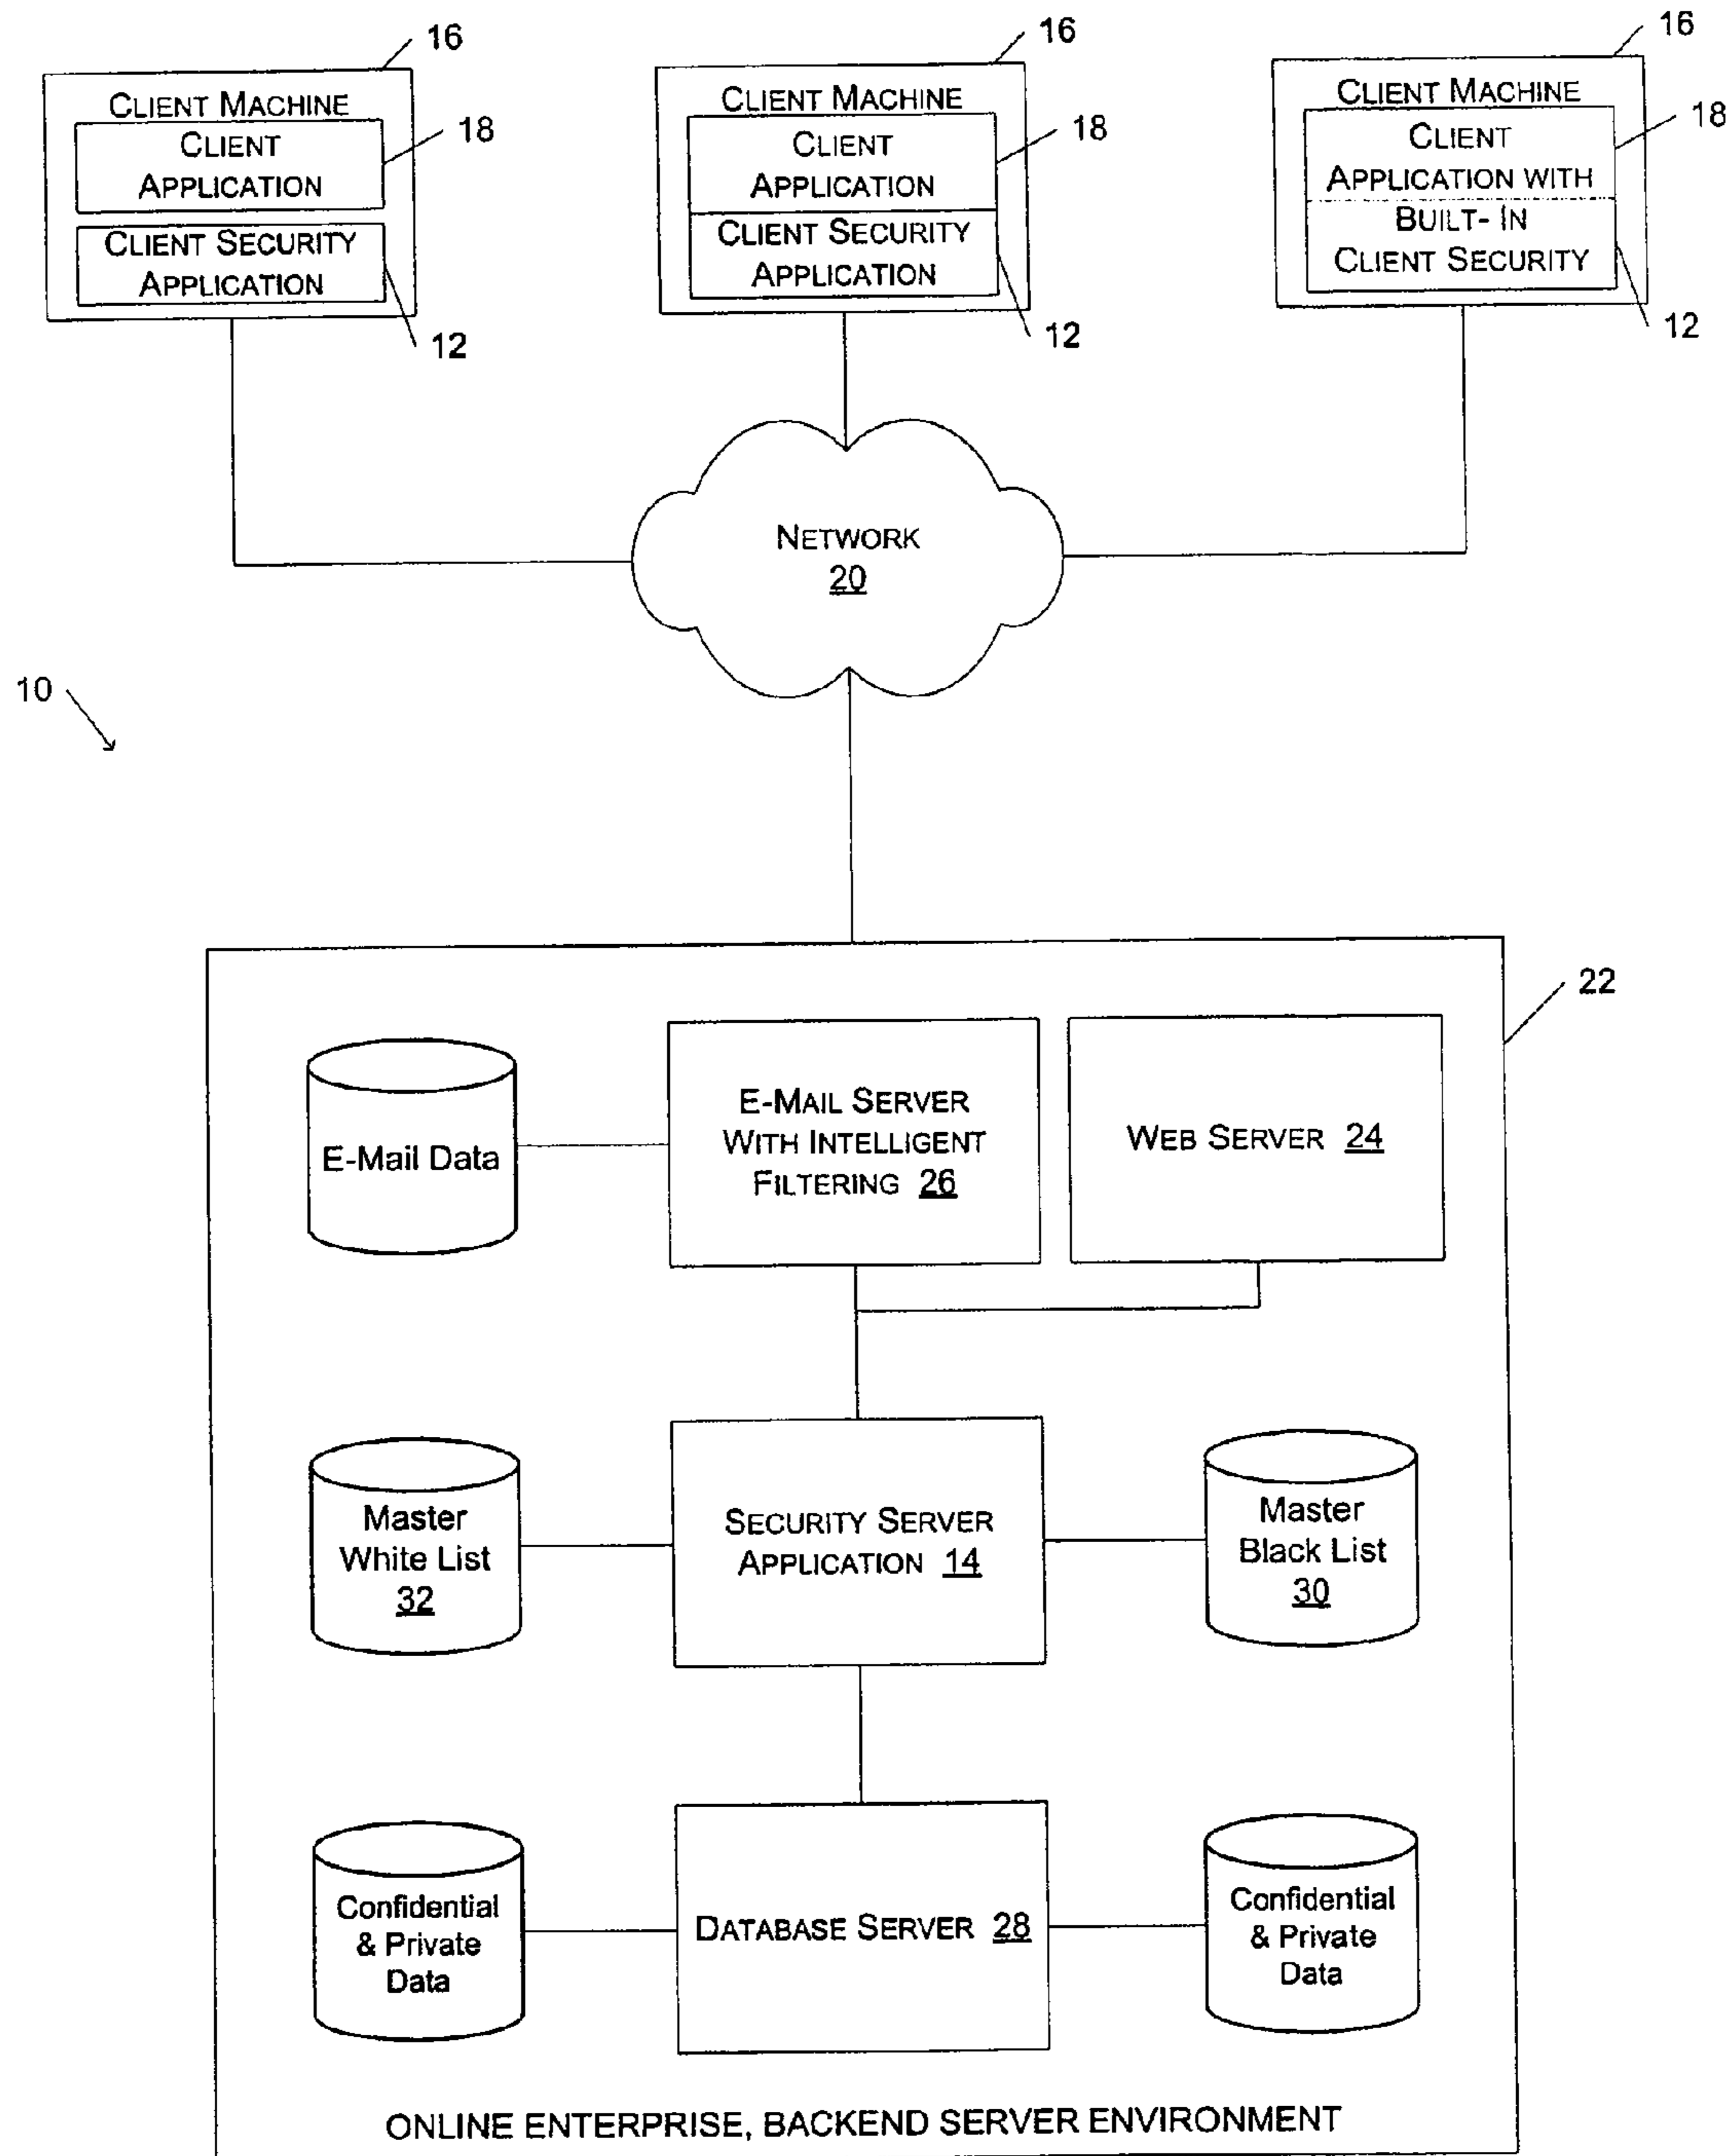 16
16
16
CLIENT MACHINE
CLIENT
APPLICATION
18
CLIENT SECURITY
APPLICATION
12
CLIENT MACHINE
CLIENT
APPLICATION
18
CLIENT SECURITY
APPLICATION
12
CLIENT MACHINE
CLIENT
APPLICATION WITH
18
BUILT- IN
CLIENT SECURITY
12
NETWORK
20
10
22
E-Mail Data
E-MAIL SERVER
WITH INTELLIGENT
FILTERING 26
WEB SERVER 24
Master
White List
32
SECURITY SERVER
APPLICATION 14
Master
Black List
30
Confidential
& Private
Data
DATABASE SERVER 28
Confidential
& Private
Data
ONLINE ENTERPRISE, BACKEND SERVER ENVIRONMENT